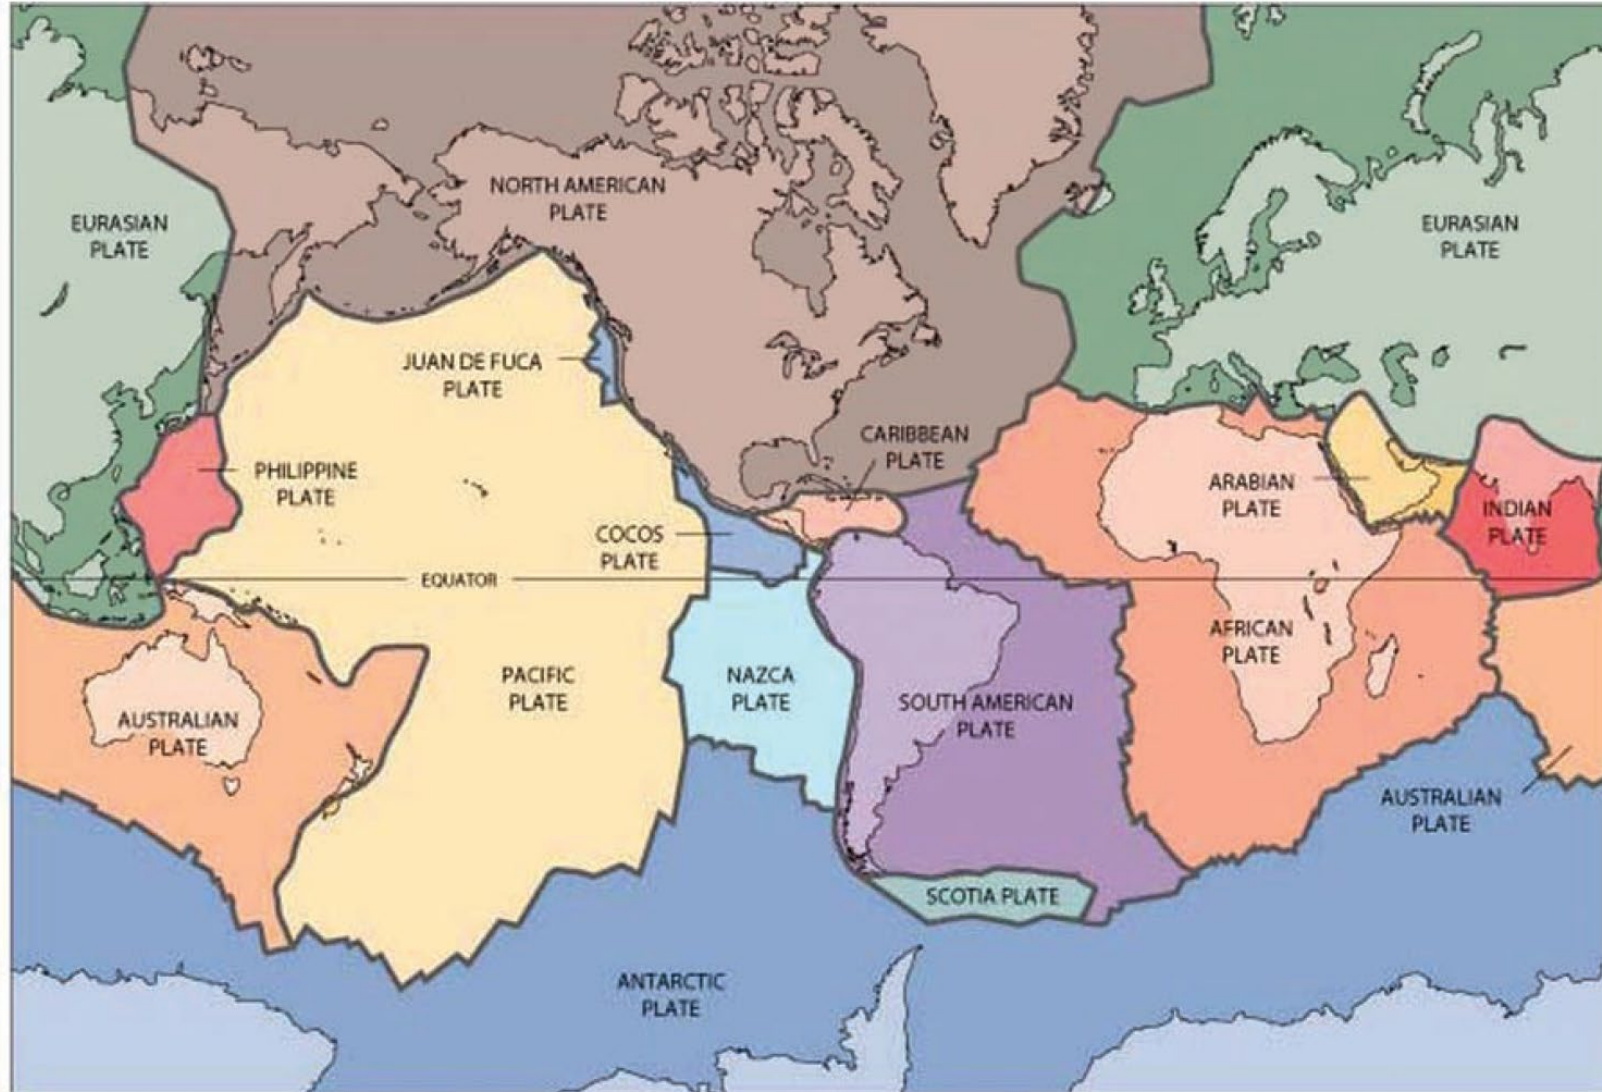 NORTH AMERICAN
PLATE
EURASIAN
PLATE
EURASIAN
PLATE
JUAN DE FUCA
PLATE
CARIBBEAN
PLATE
PHILIPPINE
PLATE
ARABIAN
PLATE
INDIAN
PLATE
COCOS
PLATE
EQUATOR
AFRICAN
PLATE
PACIFIC
PLATE
NAZCA
PLATE
SOUTH AMERICAN
PLATE
AUSTRALIAN
PLATE
AUSTRALIAN
PLATE
SCOTIA PLATE
ANTARCTIC
PLATE